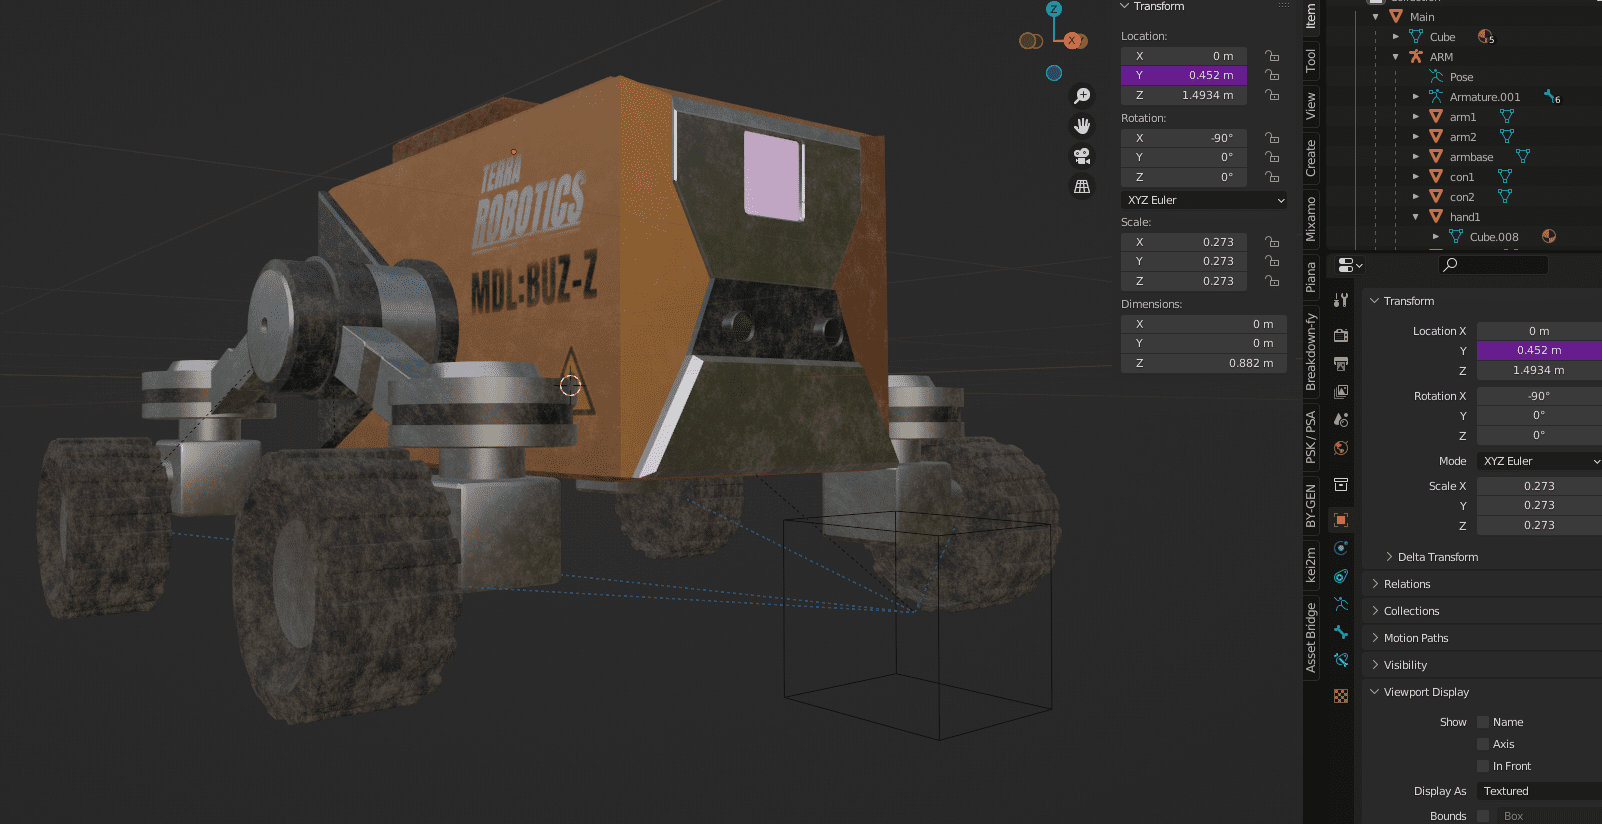 TERRA
ROBOTICS
MDL:BUZ-Z
Z
X
Transform
Location:
X 0 m
Y 0.452 m
Z 1.4934 m
Rotation:
X -90°
Y 0°
Z 0°
XYZ Euler
Scale:
X 0.273
Y 0.273
Z 0.273
Dimensions:
X 0 m
Y 0 m
Z 0.882 m
Item
Tool
View
Create
Mixamo
Piana
Breakdown-fy
PSK / PSA
BY-GEN
kei2m
Asset Bridge
Main
Cube 5
ARM
Pose
Armature.001 6
arm1
arm2
armbase
con1
con2
hand1
Cube.008
Transform
Location X 0 m
Y 0.452 m
Z 1.4934 m
Rotation X -90°
Y 0°
Z 0°
Mode XYZ Euler
Scale X 0.273
Y 0.273
Z 0.273
Delta Transform
Relations
Collections
Motion Paths
Visibility
Viewport Display
Show Name
Axis
In Front
Display As Textured
Bounds Box